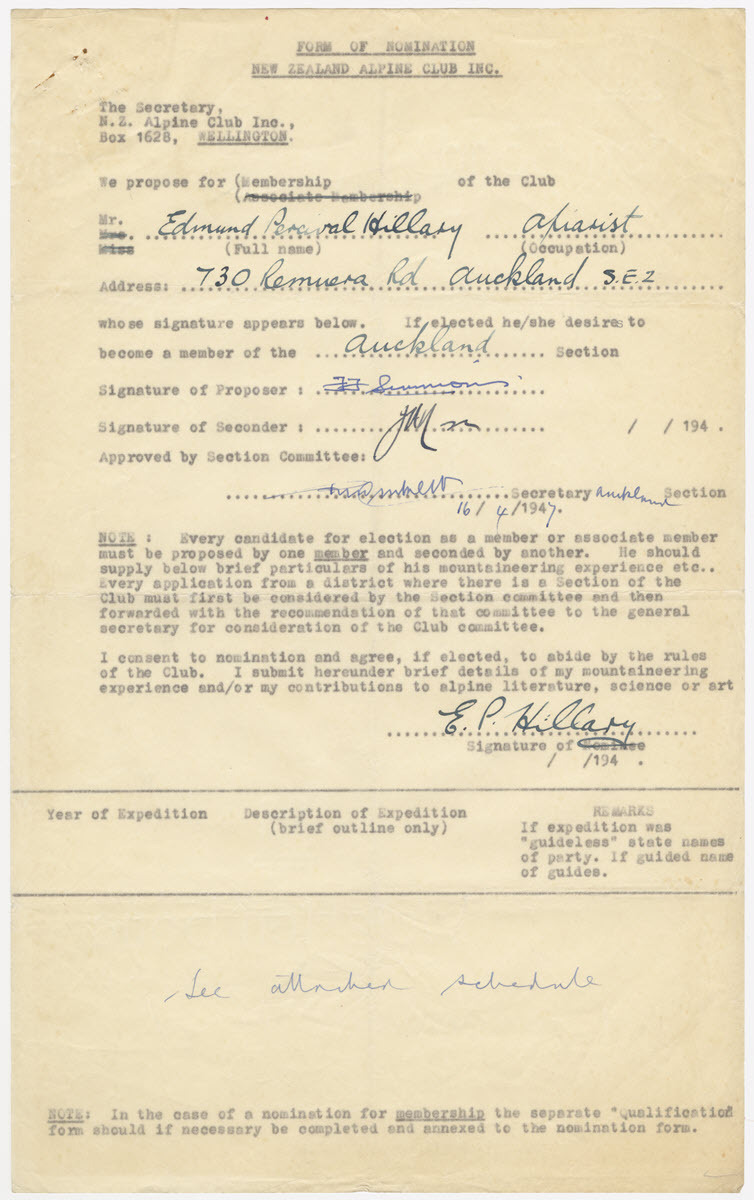 FORM OF NOMINATION
NEW ZEALAND ALPINE CLUB INC.
The Secretary,
N.Z. Alpine Club Inc.,
Box 1628, WELLINGTON.
We propose for (Membership of the Club
(Associate Membership
Mr.
Mrs. Edmund Percival Hillary apiarist
Miss (Full name) (Occupation)
Address: 730 Remuera Rd Auckland S.E.2
whose signature appears below. If elected he/she desires to
become a member of the Auckland Section
Signature of Proposer :
Signature of Seconder : / / 194 .
Approved by Section Committee:
Secretary Auckland Section
16/4/1947.
NOTE : Every candidate for election as a member or associate member
must be proposed by one member and seconded by another. He should
supply below brief particulars of his mountaineering experience etc..
Every application from a district where there is a Section of the
Club must first be considered by the Section committee and then
forwarded with the recommendation of that committee to the general
secretary for consideration of the Club committee.
I consent to nomination and agree, if elected, to abide by the rules
of the Club. I submit hereunder brief details of my mountaineering
experience and/or my contributions to alpine literature, science or art
E. P. Hillary
Signature of Nominee
/ /194 .
Year of Expedition Description of Expedition REMARKS
(brief outline only) If expedition was
"guideless" state names
of party. If guided name
of guides.
See attached schedule
NOTE: In the case of a nomination for membership the separate "Qualification
form should if necessary be completed and annexed to the nomination form.